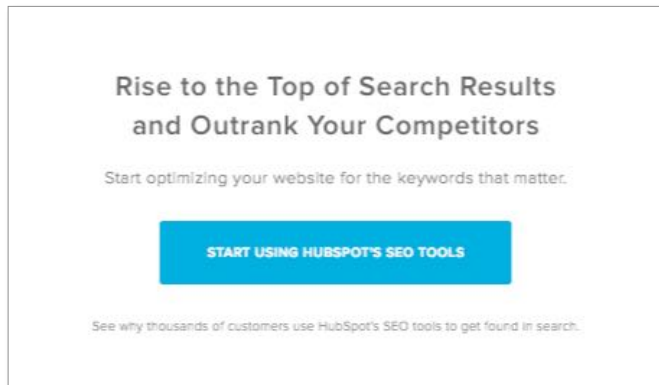 Rise to the Top of Search Results
and Outrank Your Competitors
Start optimizing your website for the keywords that matter.
START USING HUBSPOT'S SEO TOOLS
See why thousands of customers use HubSpot's SEO tools to get found in search.